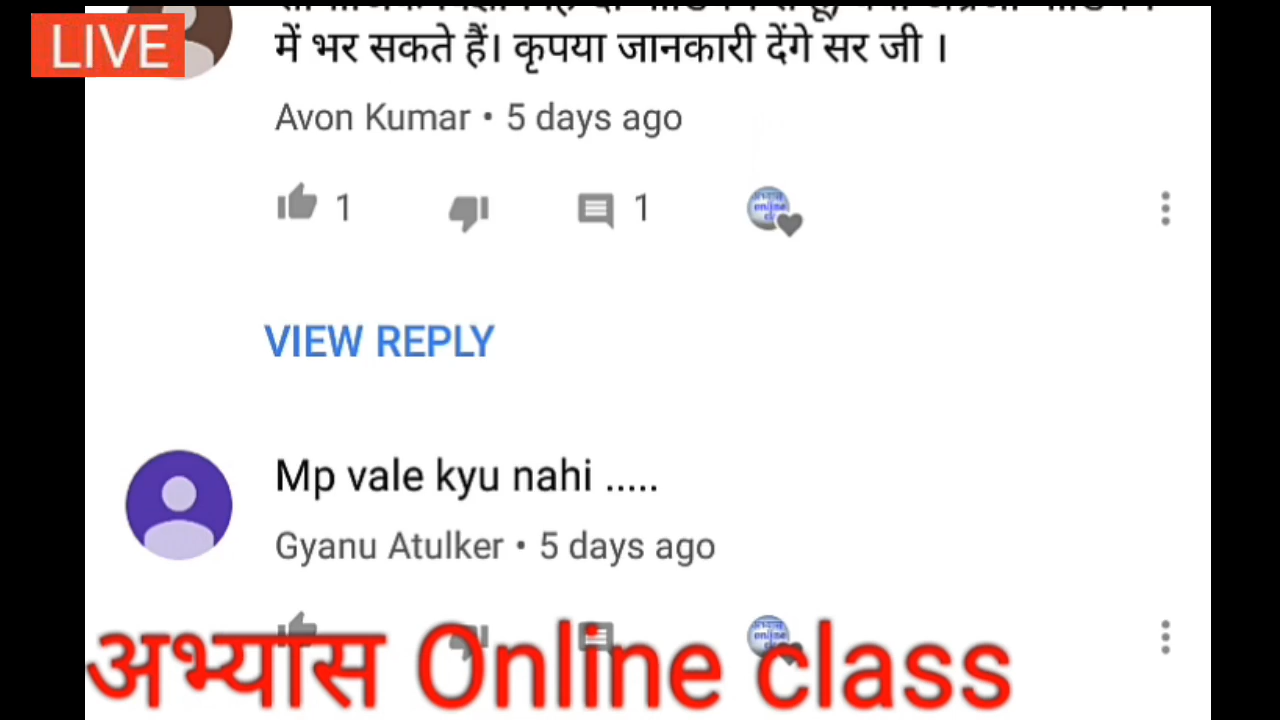 LIVE
में भर सकते हैं। कृपया जानकारी देंगे सर जी ।
Avon Kumar • 5 days ago
1
1
VIEW REPLY
Mp vale kyu nahi .....
Gyanu Atulker • 5 days ago
अभ्यास Online class